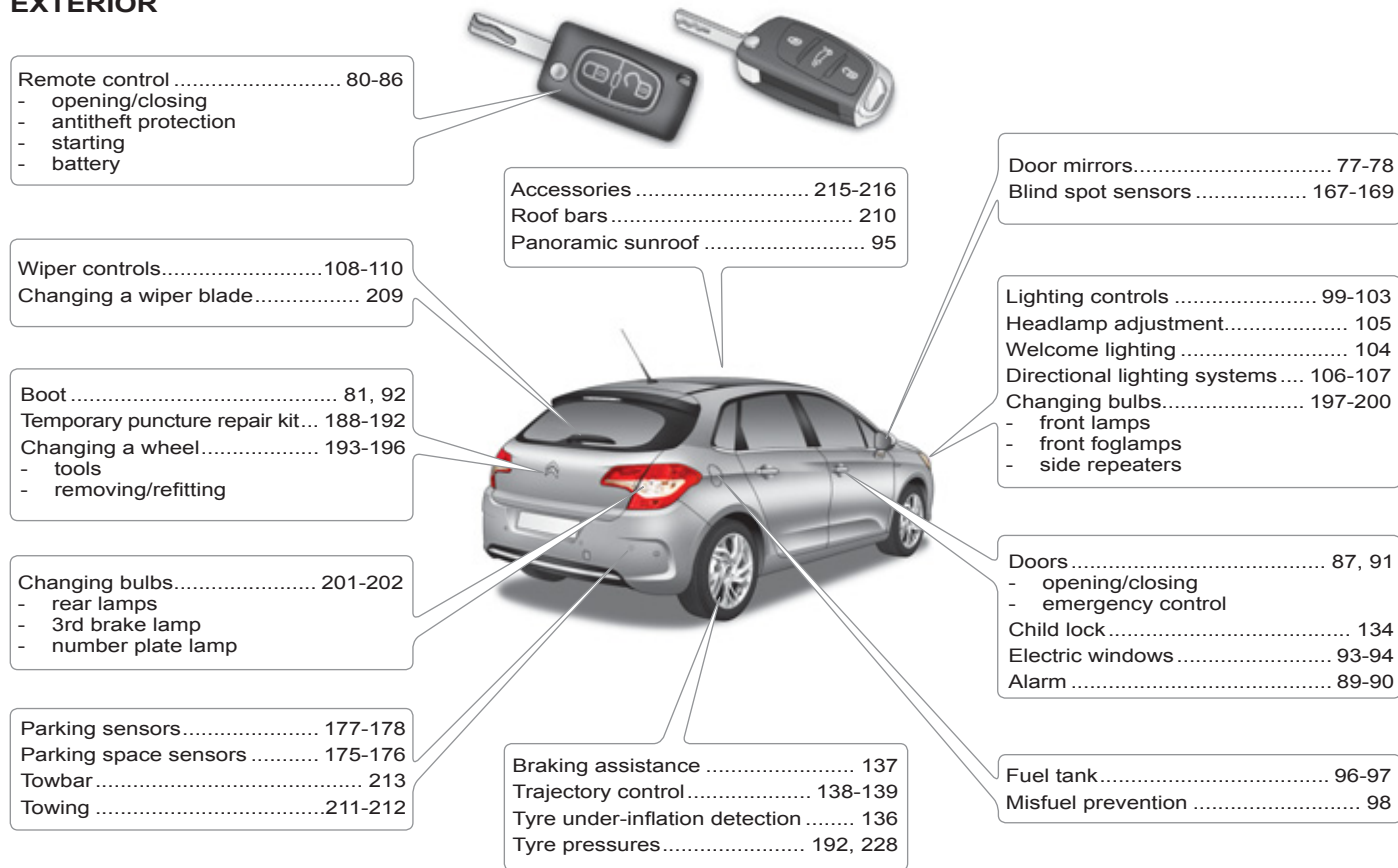 EXTERIOR
Remote control ........................... 80-86
- opening/closing
- antitheft protection
- starting
- battery
Accessories ............................ 215-216
Roof bars ....................................... 210
Panoramic sunroof .......................... 95
Door mirrors................................ 77-78
Blind spot sensors .................. 167-169
Wiper controls..........................108-110
Changing a wiper blade................. 209
Lighting controls ....................... 99-103
Headlamp adjustment.................... 105
Welcome lighting ........................... 104
Directional lighting systems .... 106-107
Changing bulbs....................... 197-200
- front lamps
- front foglamps
- side repeaters
Boot ........................................... 81, 92
Temporary puncture repair kit... 188-192
Changing a wheel................... 193-196
- tools
- removing/refitting
Changing bulbs....................... 201-202
- rear lamps
- 3rd brake lamp
- number plate lamp
Doors.......................................... 87, 91
- opening/closing
- emergency control
Child lock....................................... 134
Electric windows......................... 93-94
Alarm .......................................... 89-90
Parking sensors...................... 177-178
Parking space sensors ........... 175-176
Towbar ........................................... 213
Towing .....................................211-212
Braking assistance ........................ 137
Trajectory control.................... 138-139
Tyre under-inflation detection ........ 136
Tyre pressures....................... 192, 228
Fuel tank..................................... 96-97
Misfuel prevention ........................... 98